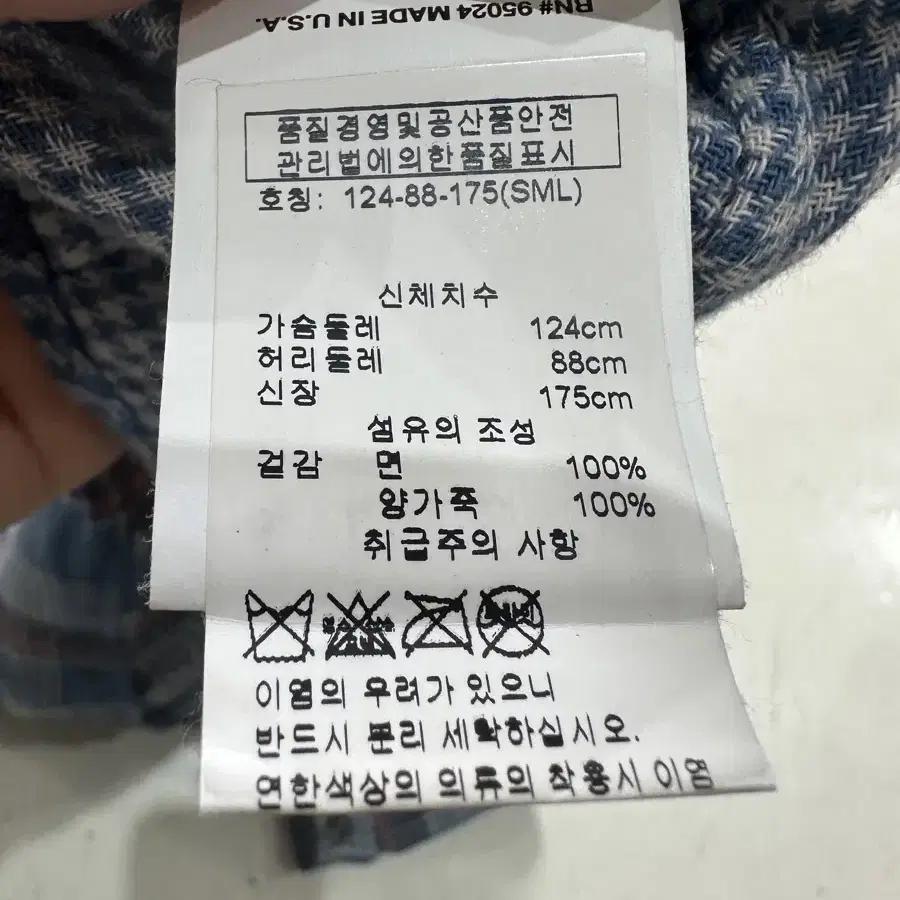 RN# 95024 MADE IN U.S.A.
품질경영및공산품안전
관리법에의한품질표시
호칭: 124-88-175(SML)
신체치수
가슴둘레 124cm
허리둘레 88cm
신장 175cm
섬유의 조성
겉감 면 100%
양가죽 100%
취급주의 사항
이염의 우려가 있으니
반드시 분리 세탁하십시오.
연한색상의 의류의 착용시 이염